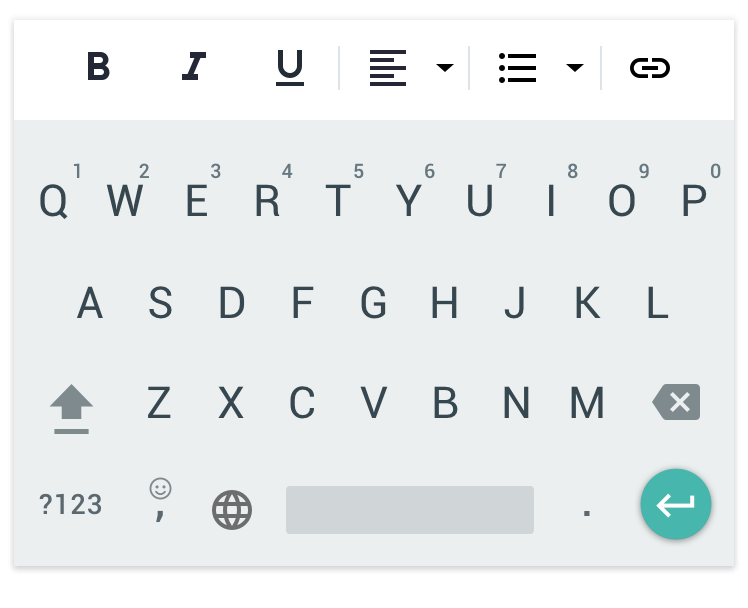 B I U
1 2 3 4 5 6 7 8 9 0
Q W E R T Y U I O P
A S D F G H J K L
Z X C V B N M
?123 , .